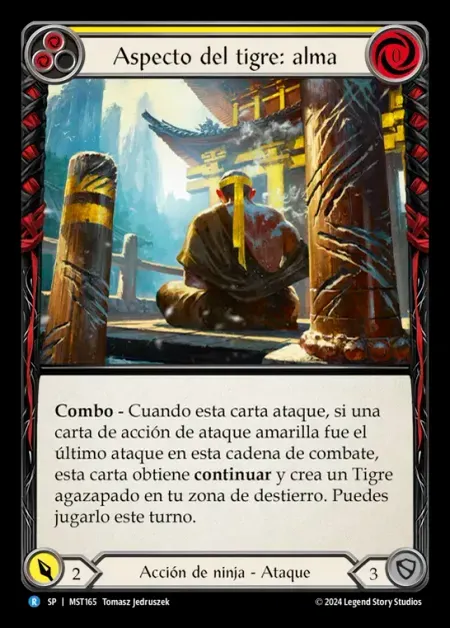 Aspecto del tigre: alma
0
Combo - Cuando esta carta ataque, si una
carta de acción de ataque amarilla fue el
último ataque en esta cadena de combate,
esta carta obtiene continuar y crea un Tigre
agazapado en tu zona de destierro. Puedes
jugarlo este turno.
2
Acción de ninja - Ataque
3
R SP | MST165 Tomasz Jedruszek
© 2024 Legend Story Studios